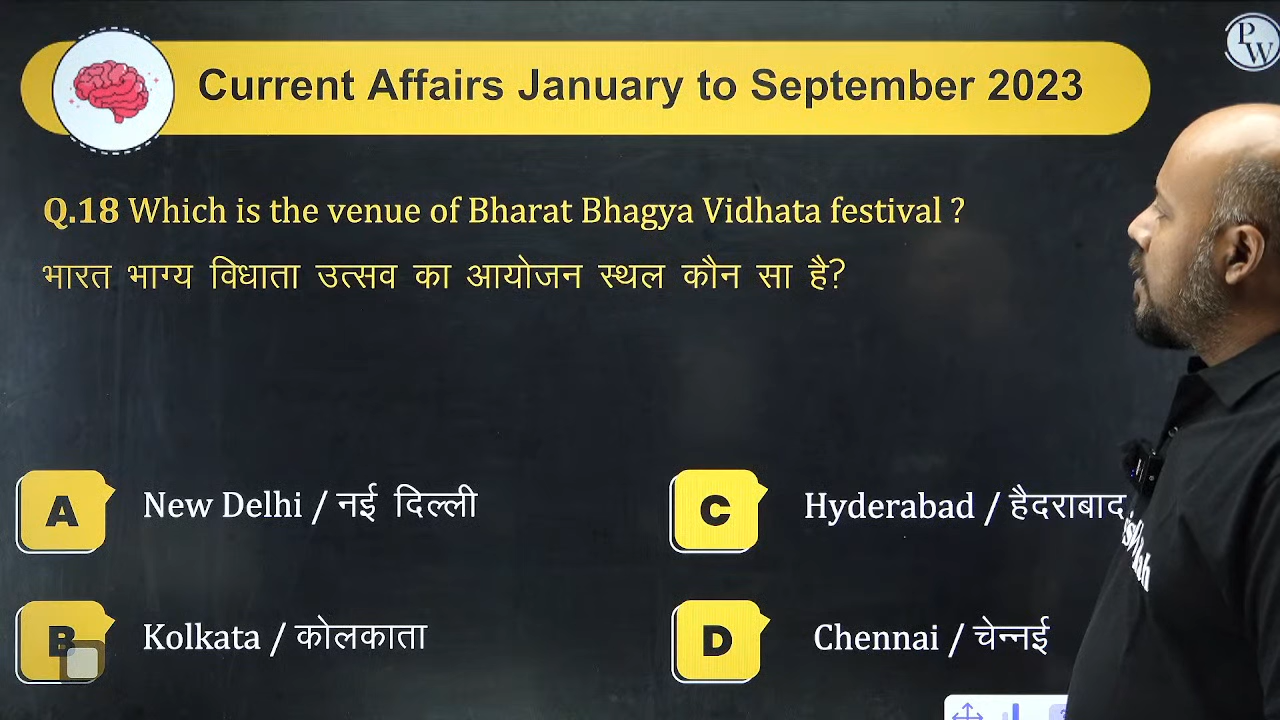 PW
Current Affairs January to September 2023
Q.18 Which is the venue of Bharat Bhagya Vidhata festival ?
भारत भाग्य विधाता उत्सव का आयोजन स्थल कौन सा है?
A New Delhi / नई दिल्ली
C Hyderabad / हैदराबाद
B Kolkata / कोलकाता
D Chennai / चेन्नई